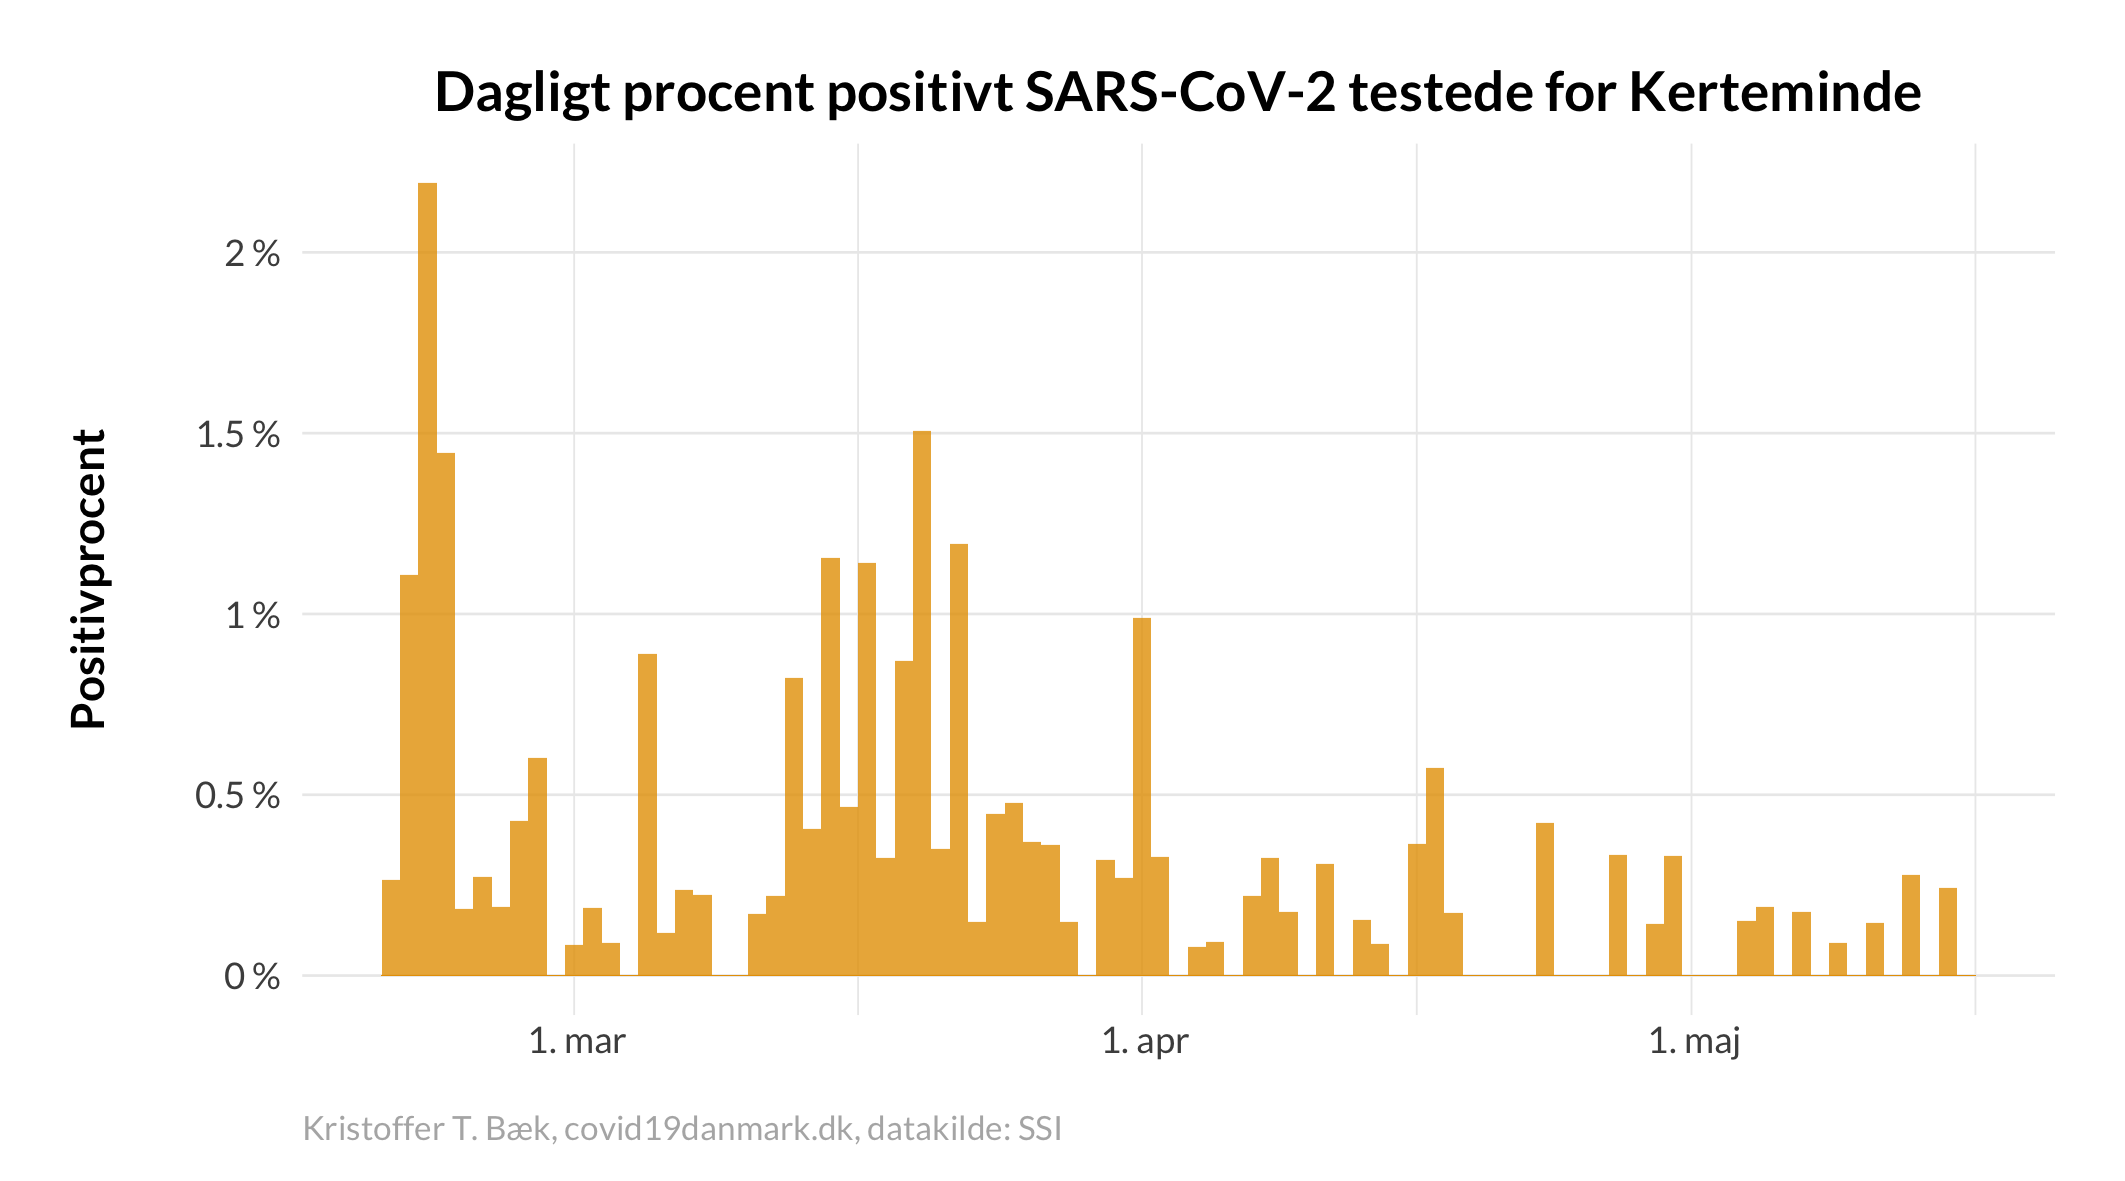 Dagligt procent positivt SARS-CoV-2 testede for Kerteminde
Positivprocent
2 %
1.5 %
1 %
0.5 %
0 %
1. mar
1. apr
1. maj
Kristoffer T. Bæk, covid19danmark.dk, datakilde: SSI